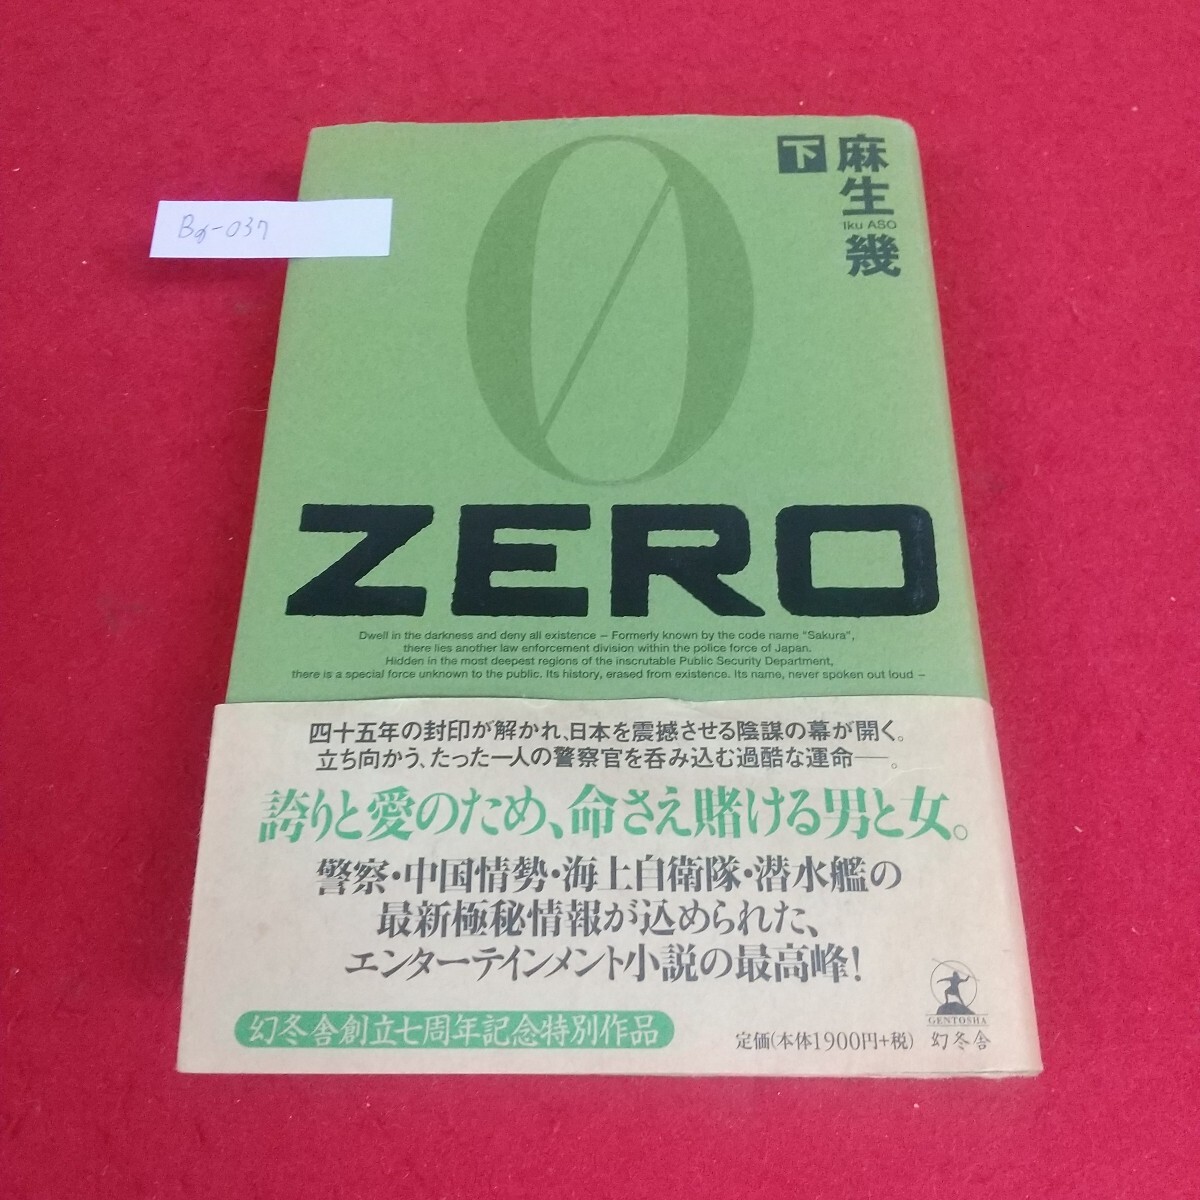 Bg-037
下
麻生
Iku ASO
幾
0
ZERO
Dwell in the darkness and deny all existence – Formerly known by the code name "Sakura",
there lies another law enforcement division within the police force of Japan.
Hidden in the most deepest regions of the inscrutable Public Security Department,
there is a special force unknown to the public. Its history, erased from existence. Its name, never spoken out loud –
四十五年の封印が解かれ、日本を震撼させる陰謀の幕が開く。
立ち向かう、たった一人の警察官を呑み込む過酷な運命――。
誇りと愛のため、命さえ賭ける男と女。
警察・中国情勢・海上自衛隊・潜水艦の
最新極秘情報が込められた、
エンターテインメント小説の最高峰!
幻冬舎創立七周年記念特別作品
定価(本体1900円+税)
GENTOSHA
幻冬舎